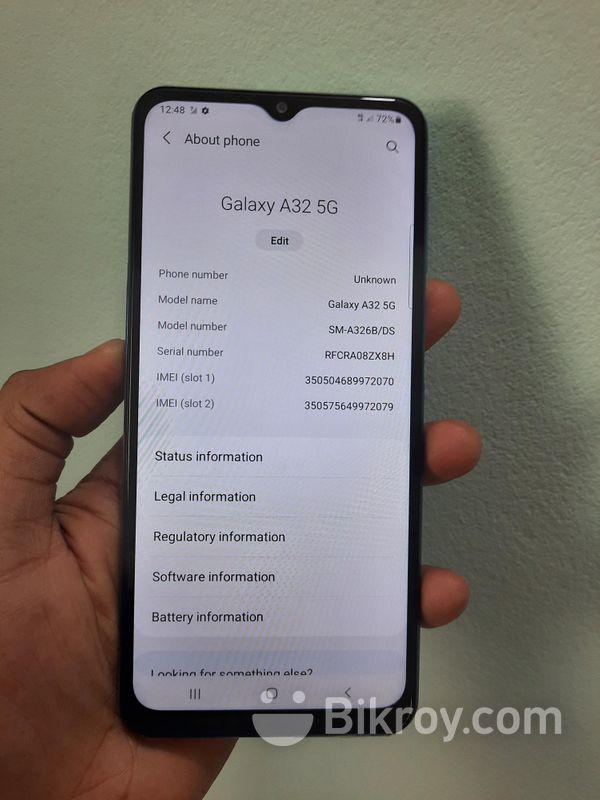 12:48
72%
About phone
Galaxy A32 5G
Edit
Phone number Unknown
Model name Galaxy A32 5G
Model number SM-A326B/DS
Serial number RFCRA08ZX8H
IMEI (slot 1) 350504689972070
IMEI (slot 2) 350575649972079
Status information
Legal information
Regulatory information
Software information
Battery information
Looking for something else?
Bikroy.com